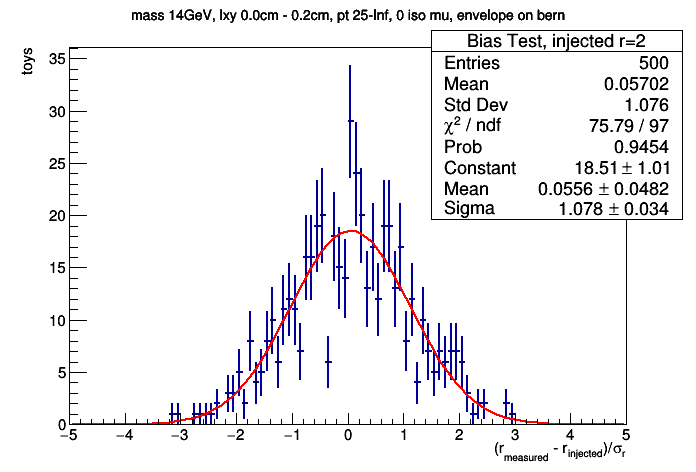 mass 14GeV, lxy 0.0cm - 0.2cm, pt 25-Inf, 0 iso mu, envelope on bern
Bias Test, injected r=2
Entries 500
Mean 0.05702
Std Dev 1.076
χ² / ndf 75.79 / 97
Prob 0.9454
Constant 18.51 ± 1.01
Mean 0.0556 ± 0.0482
Sigma 1.078 ± 0.034
toys
35
30
25
20
15
10
5
0
−5 −4 −3 −2 −1 0 1 2 3 4 5
(r_measured - r_injected)/σ_r